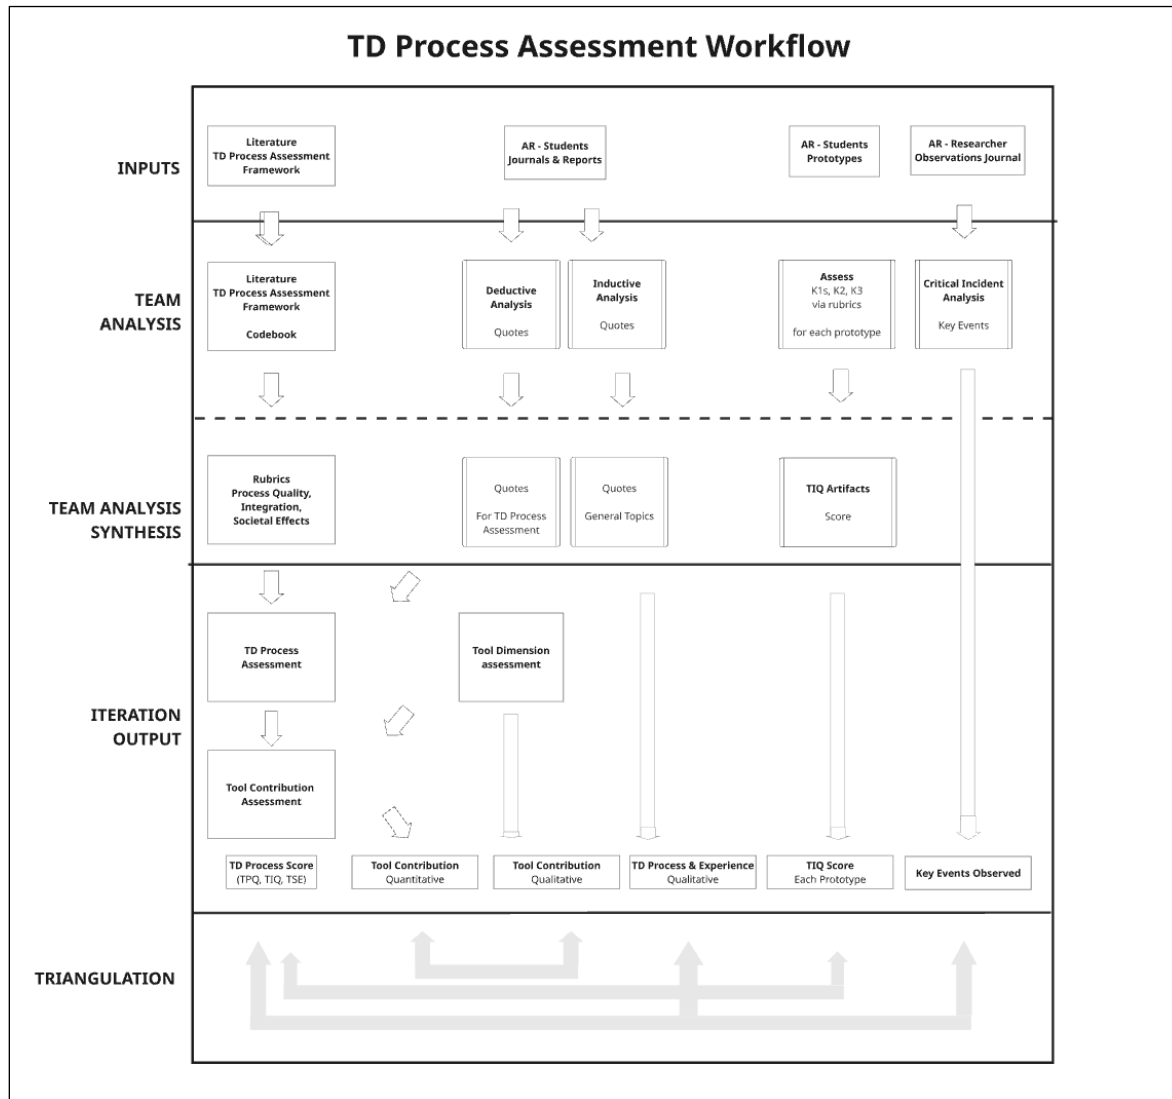 TD Process Assessment Workflow
INPUTS
Literature
TD Process Assessment
Framework
AR - Students
Journals & Reports
AR - Students
Prototypes
AR - Researcher
Observations Journal
TEAM
ANALYSIS
Literature
TD Process Assessment
Framework
Codebook
Deductive
Analysis
Quotes
Inductive
Analysis
Quotes
Assess
K1s, K2, K3
via rubrics
for each prototype
Critical Incident
Analysis
Key Events
TEAM ANALYSIS
SYNTHESIS
Rubrics
Process Quality,
Integration,
Societal Effects
Quotes
For TD Process
Assessment
Quotes
General Topics
TIQ Artifacts
Score
ITERATION
OUTPUT
TD Process
Assessment
Tool Dimension
assessment
Tool Contribution
Assessment
TD Process Score
(TPQ, TIQ, TSE)
Tool Contribution
Quantitative
Tool Contribution
Qualitative
TD Process & Experience
Qualitative
TIQ Score
Each Prototype
Key Events Observed
TRIANGULATION